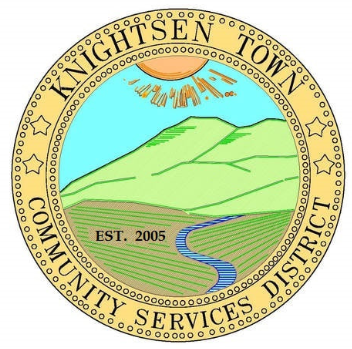 KNIGHTSEN TOWN
EST. 2005
COMMUNITY SERVICES DISTRICT